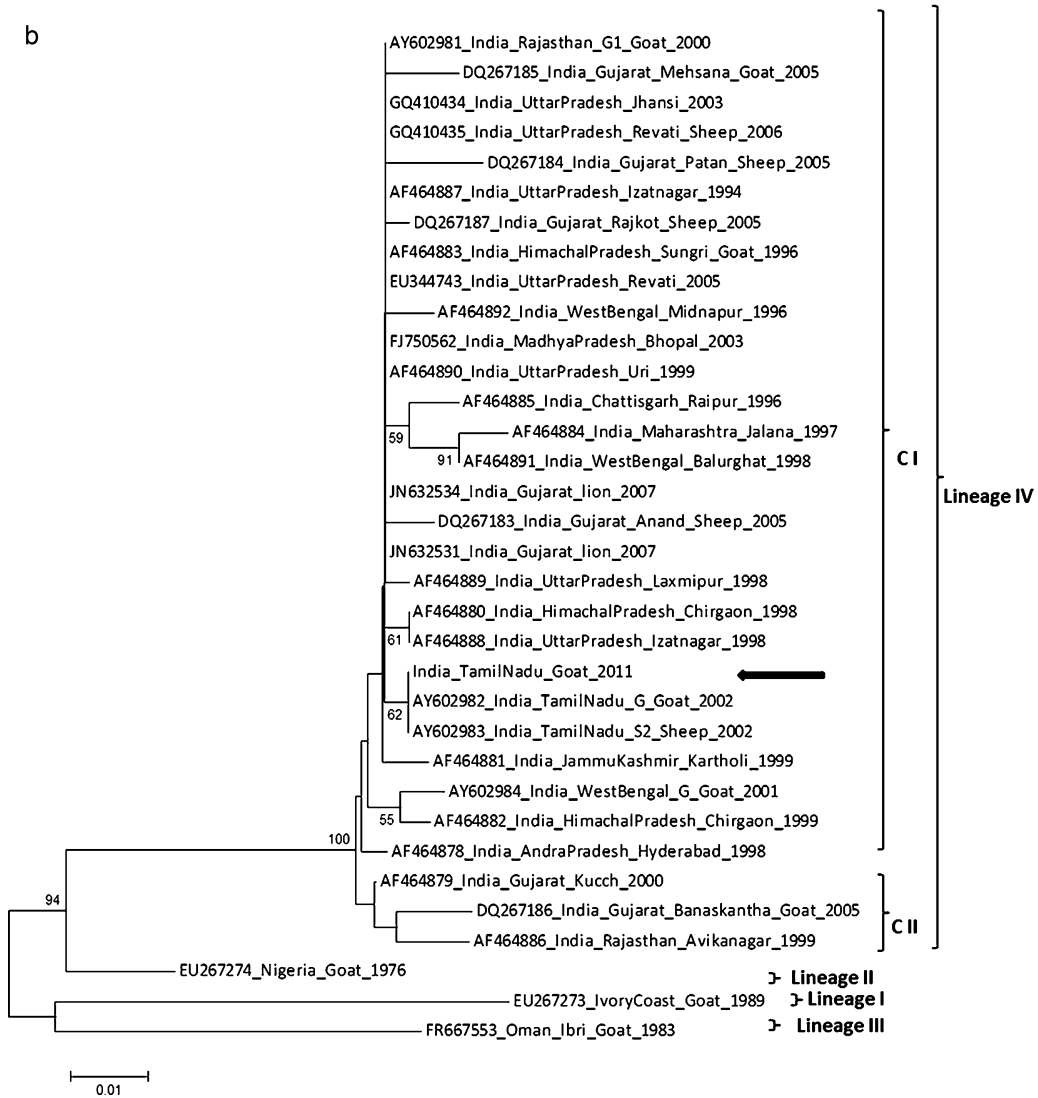 b
AY602981_India_Rajasthan_G1_Goat_2000
DQ267185_India_Gujarat_Mehsana_Goat_2005
GQ410434_India_UttarPradesh_Jhansi_2003
GQ410435_India_UttarPradesh_Revati_Sheep_2006
DQ267184_India_Gujarat_Patan_Sheep_2005
AF464887_India_UttarPradesh_Izatnagar_1994
DQ267187_India_Gujarat_Rajkot_Sheep_2005
AF464883_India_HimachalPradesh_Sungri_Goat_1996
EU344743_India_UttarPradesh_Revati_2005
AF464892_India_WestBengal_Midnapur_1996
FJ750562_India_MadhyaPradesh_Bhopal_2003
AF464890_India_UttarPradesh_Uri_1999
AF464885_India_Chattisgarh_Raipur_1996
59
AF464884_India_Maharashtra_Jalana_1997
91
AF464891_India_WestBengal_Balurghat_1998
C I
JN632534_India_Gujarat_lion_2007
Lineage IV
DQ267183_India_Gujarat_Anand_Sheep_2005
JN632531_India_Gujarat_lion_2007
AF464889_India_UttarPradesh_Laxmipur_1998
AF464880_India_HimachalPradesh_Chirgaon_1998
61
AF464888_India_UttarPradesh_Izatnagar_1998
India_TamilNadu_Goat_2011
AY602982_India_TamilNadu_G_Goat_2002
62
AY602983_India_TamilNadu_S2_Sheep_2002
AF464881_India_JammuKashmir_Kartholi_1999
AY602984_India_WestBengal_G_Goat_2001
55
AF464882_India_HimachalPradesh_Chirgaon_1999
100
AF464878_India_AndraPradesh_Hyderabad_1998
AF464879_India_Gujarat_Kucch_2000
94
DQ267186_India_Gujarat_Banaskantha_Goat_2005
C II
AF464886_India_Rajasthan_Avikanagar_1999
EU267274_Nigeria_Goat_1976
Lineage II
EU267273_IvoryCoast_Goat_1989
Lineage I
FR667553_Oman_Ibri_Goat_1983
Lineage III
0.01